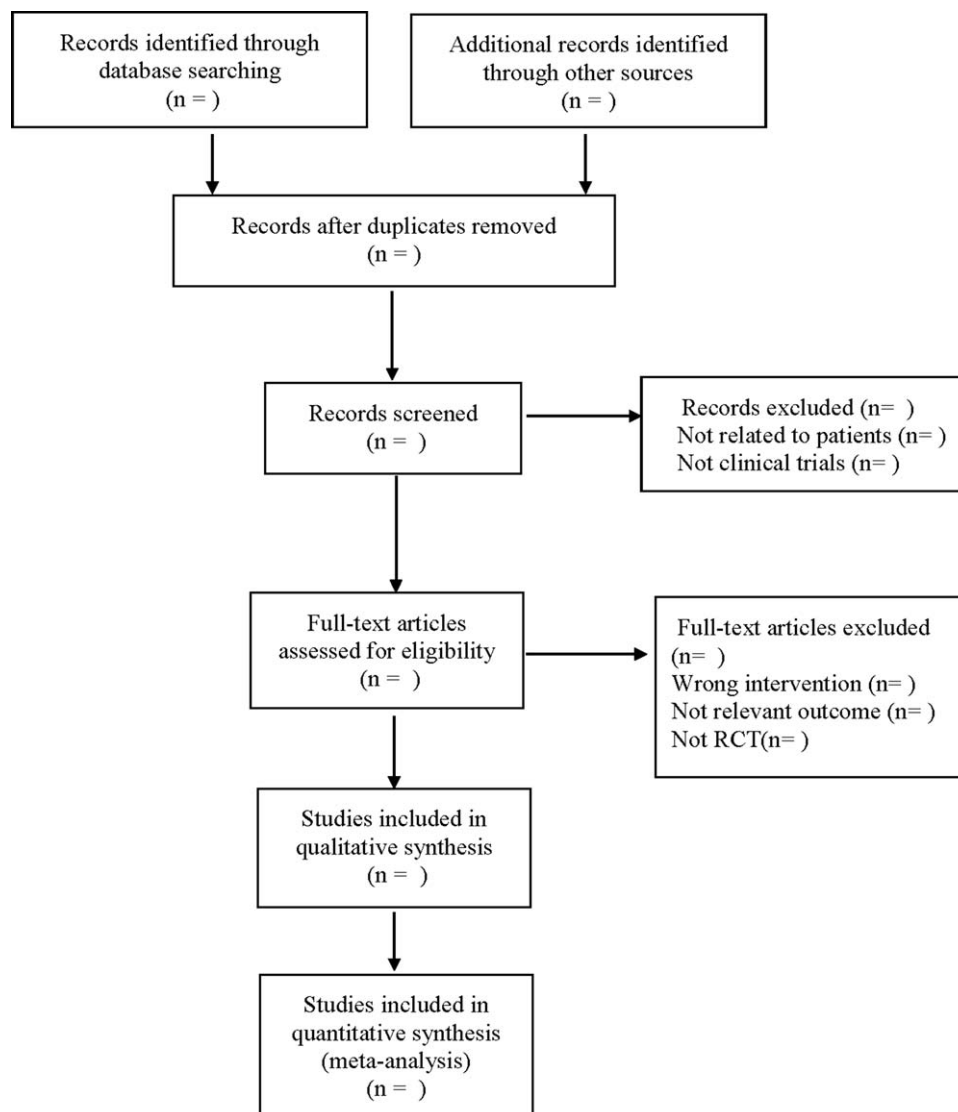 Records identified through
database searching
(n = )
Additional records identified
through other sources
(n = )
Records after duplicates removed
(n = )
Records screened
(n =  )
Records excluded (n=  )
Not related to patients (n= )
Not clinical trials (n= )
Full-text articles
assessed for eligibility
(n =  )
Full-text articles excluded
(n=  )
Wrong intervention (n= )
Not relevant outcome (n= )
Not RCT(n= )
Studies included in
qualitative synthesis
(n =  )
Studies included in
quantitative synthesis
(meta-analysis)
(n =  )